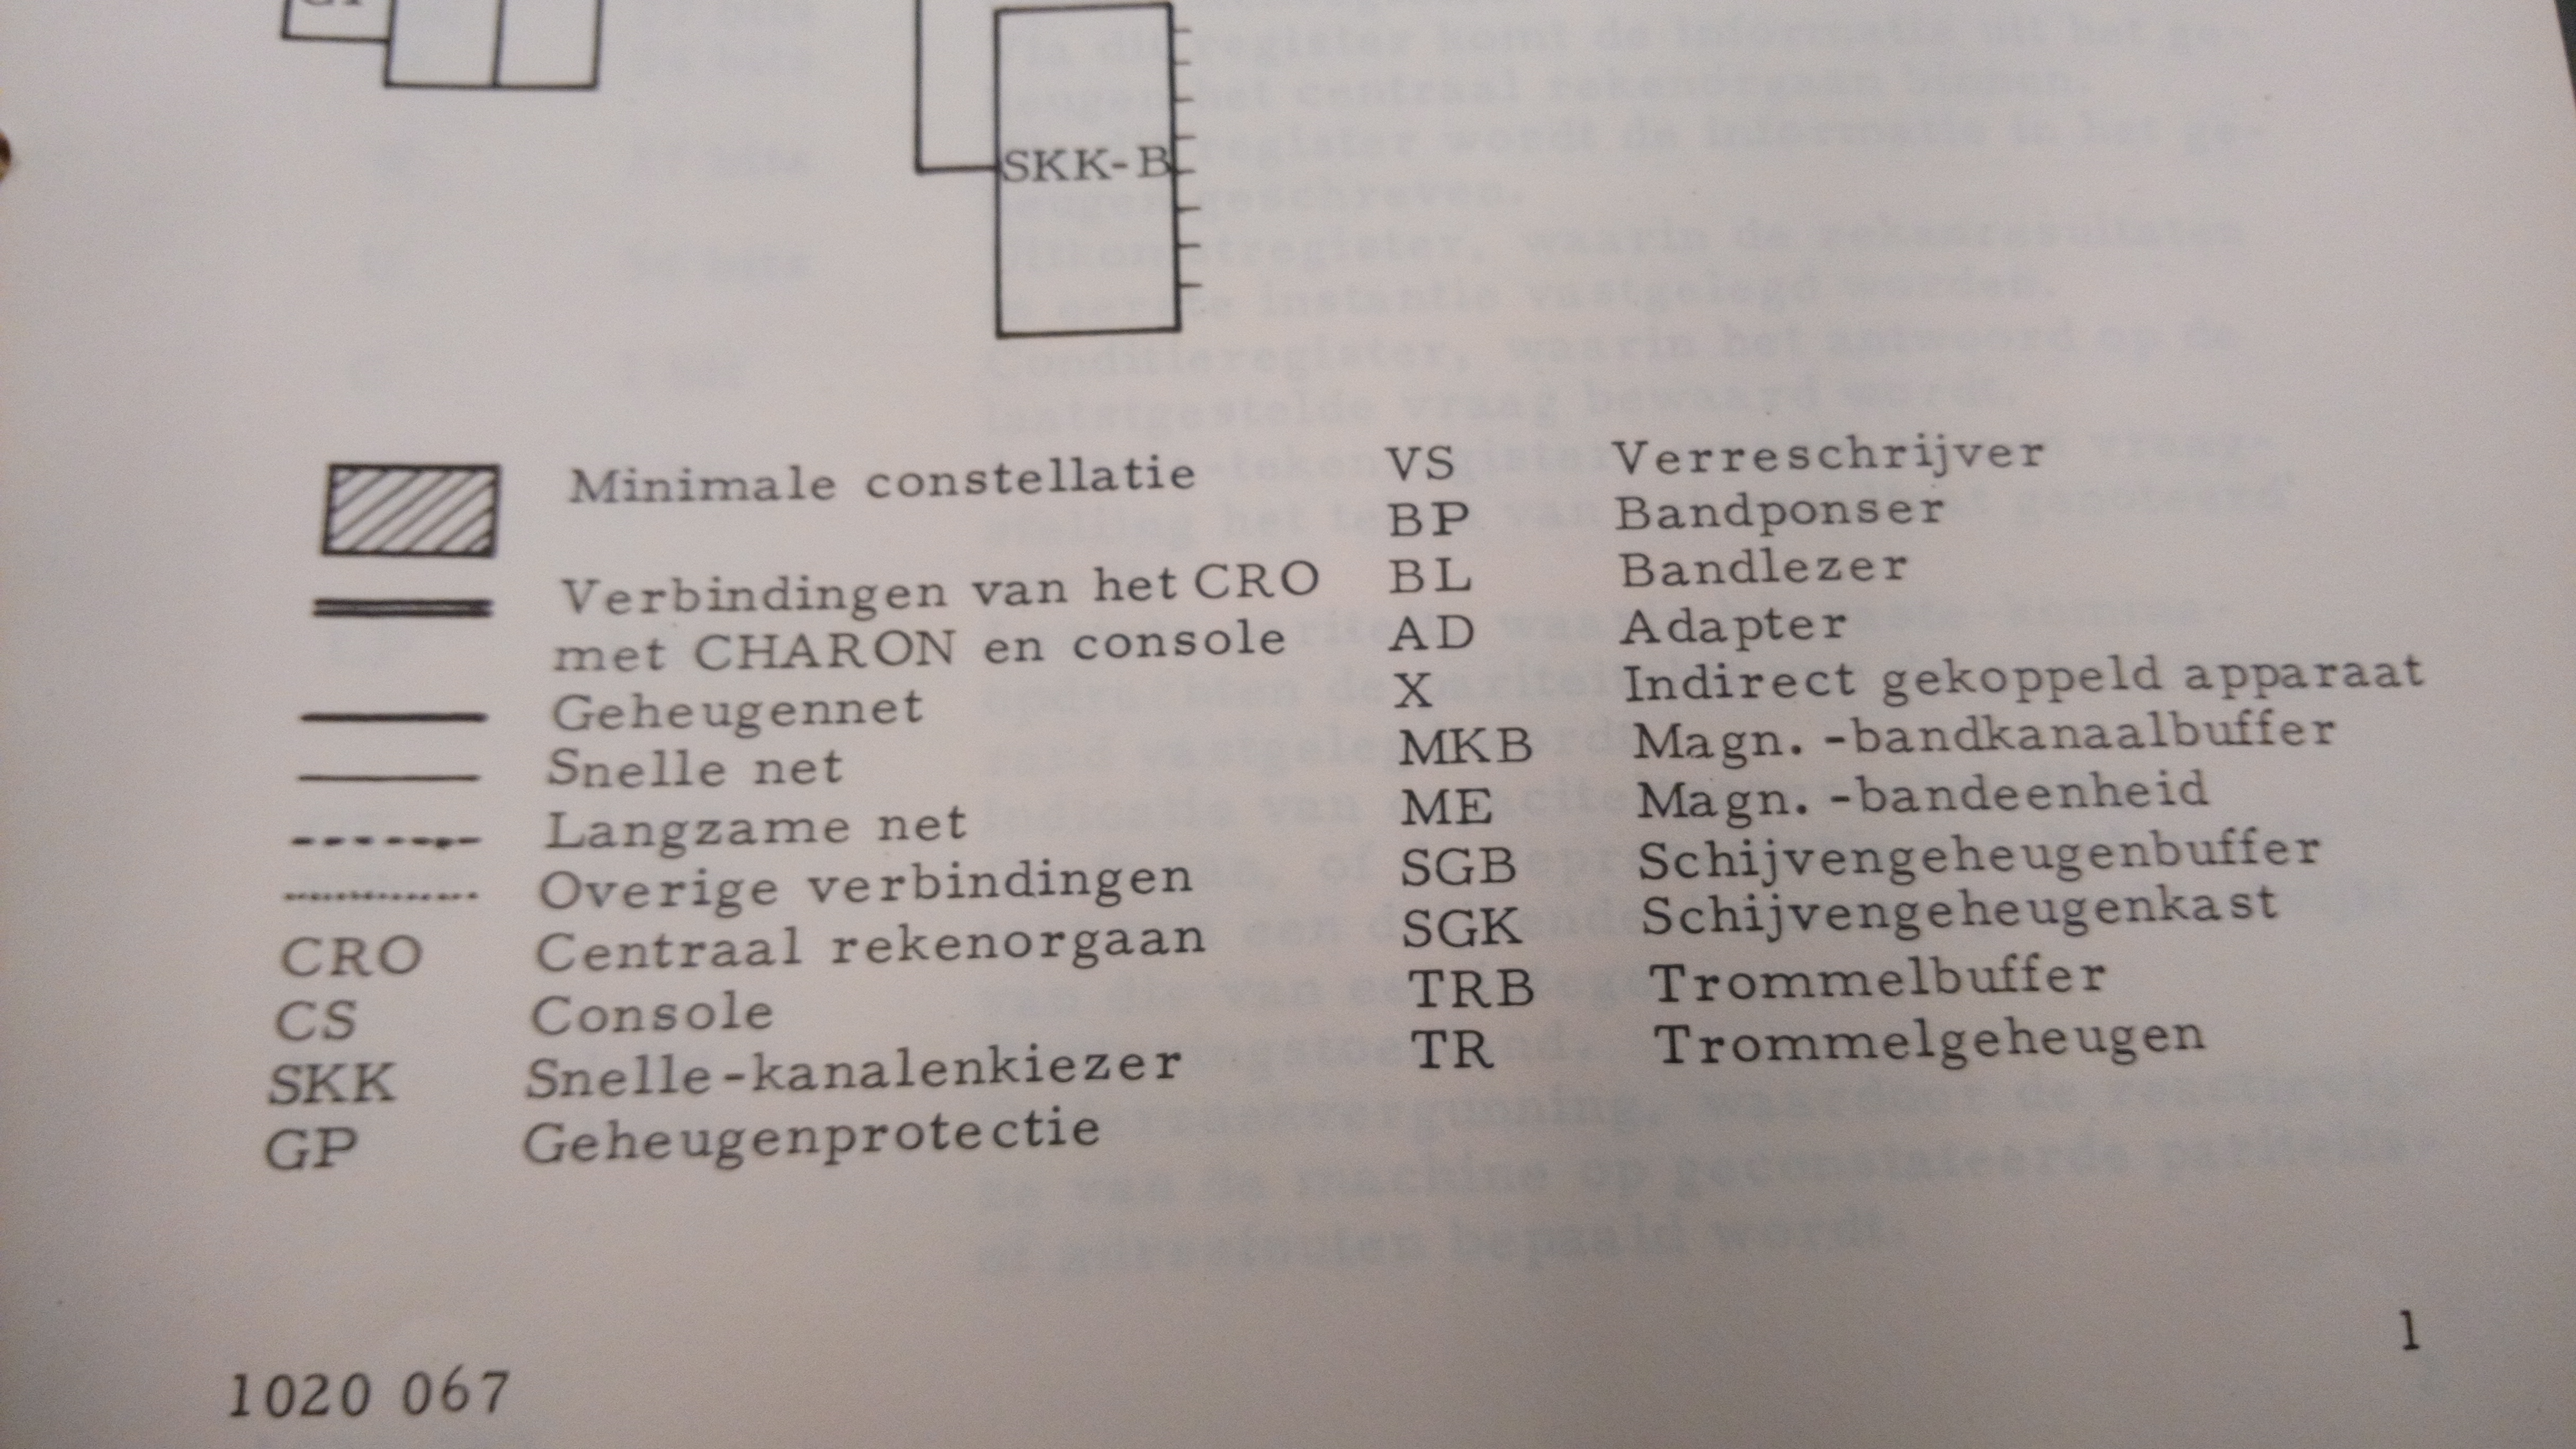 SKK-B
Minimale constellatie
Verbindingen van het CRO
met CHARON en console
Geheugennet
Snelle net
Langzame net
Overige verbindingen
CRO Centraal rekenorgaan
CS Console
SKK Snelle-kanalenkiezer
GP Geheugenprotectie
VS Verreschrijver
BP Bandponser
BL Bandlezer
AD Adapter
X Indirect gekoppeld apparaat
MKB Magn. -bandkanaalbuffer
ME Magn. -bandeenheid
SGB Schijvengeheugenbuffer
SGK Schijvengeheugenkast
TRB Trommelbuffer
TR Trommelgeheugen
1
1020 067